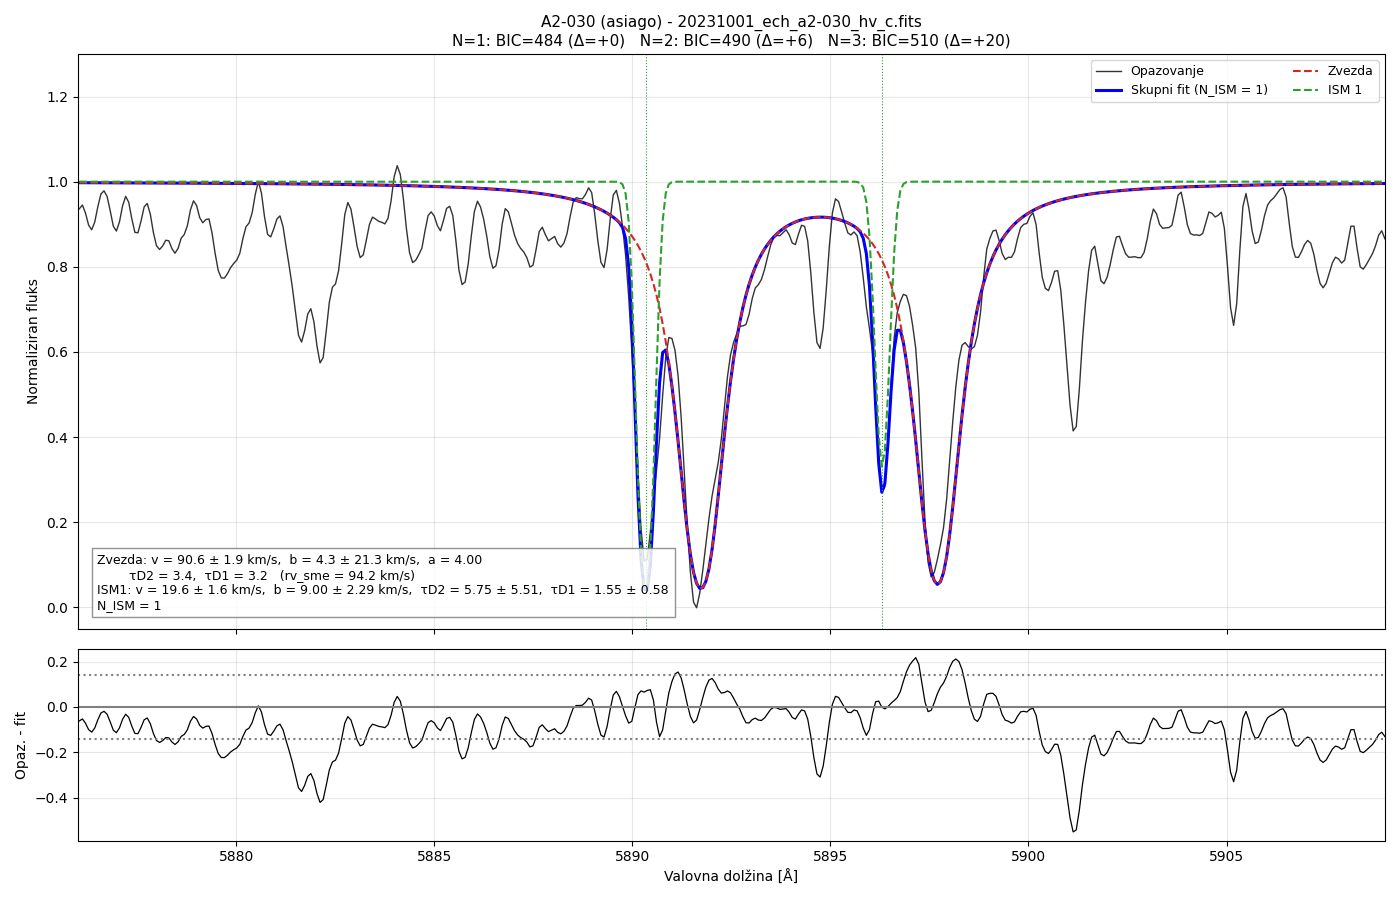 A2-030 (asiago) - 20231001_ech_a2-030_hv_c.fits
N=1: BIC=484 (Δ=+0)   N=2: BIC=490 (Δ=+6)   N=3: BIC=510 (Δ=+20)
Opazovanje
Skupni fit (N_ISM = 1)
Zvezda
ISM 1
Normaliziran fluks
1.2
1.0
0.8
0.6
0.4
0.2
0.0
Zvezda: v = 90.6 ± 1.9 km/s,  b = 4.3 ± 21.3 km/s,  a = 4.00
τD2 = 3.4,  τD1 = 3.2   (rv_sme = 94.2 km/s)
ISM1: v = 19.6 ± 1.6 km/s,  b = 9.00 ± 2.29 km/s,  τD2 = 5.75 ± 5.51,  τD1 = 1.55 ± 0.58
N_ISM = 1
Opaz. - fit
0.2
0.0
−0.2
−0.4
5880
5885
5890
5895
5900
5905
Valovna dolžina [Å]